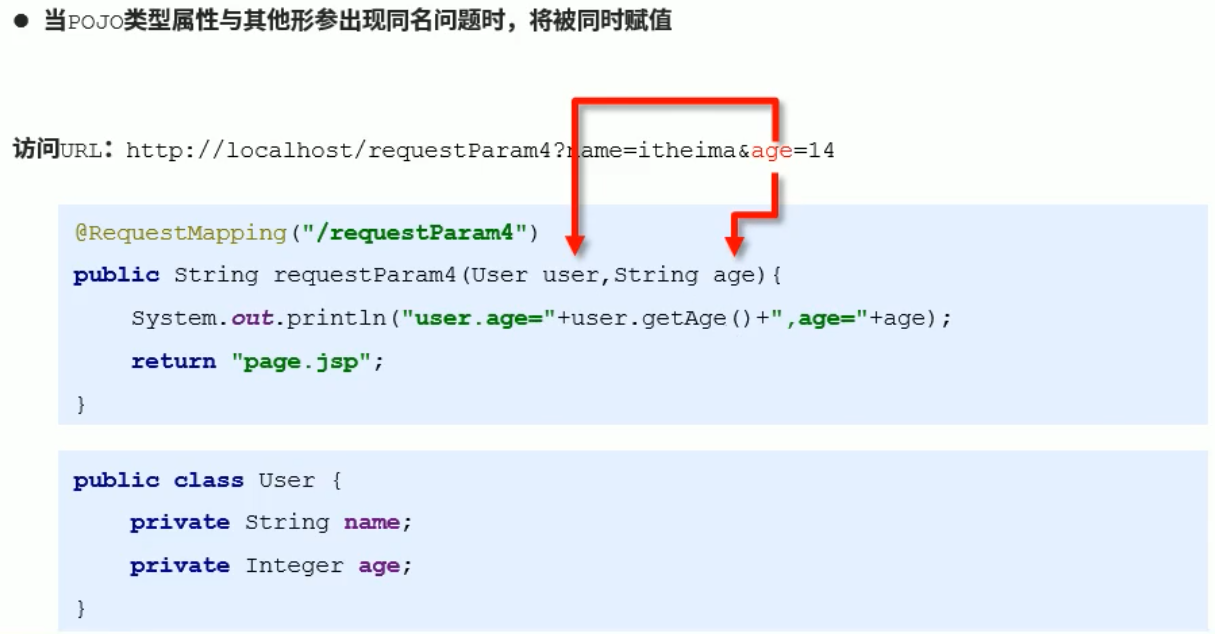 ● 当POJO类型属性与其他形参出现同名问题时，将被同时赋值
访问URL：http://localhost/requestParam4?name=itheima&age=14
@RequestMapping("/requestParam4")
public String requestParam4(User user,String age){
System.out.println("user.age="+user.getAge()+",age="+age);
return "page.jsp";
}
public class User {
private String name;
private Integer age;
}